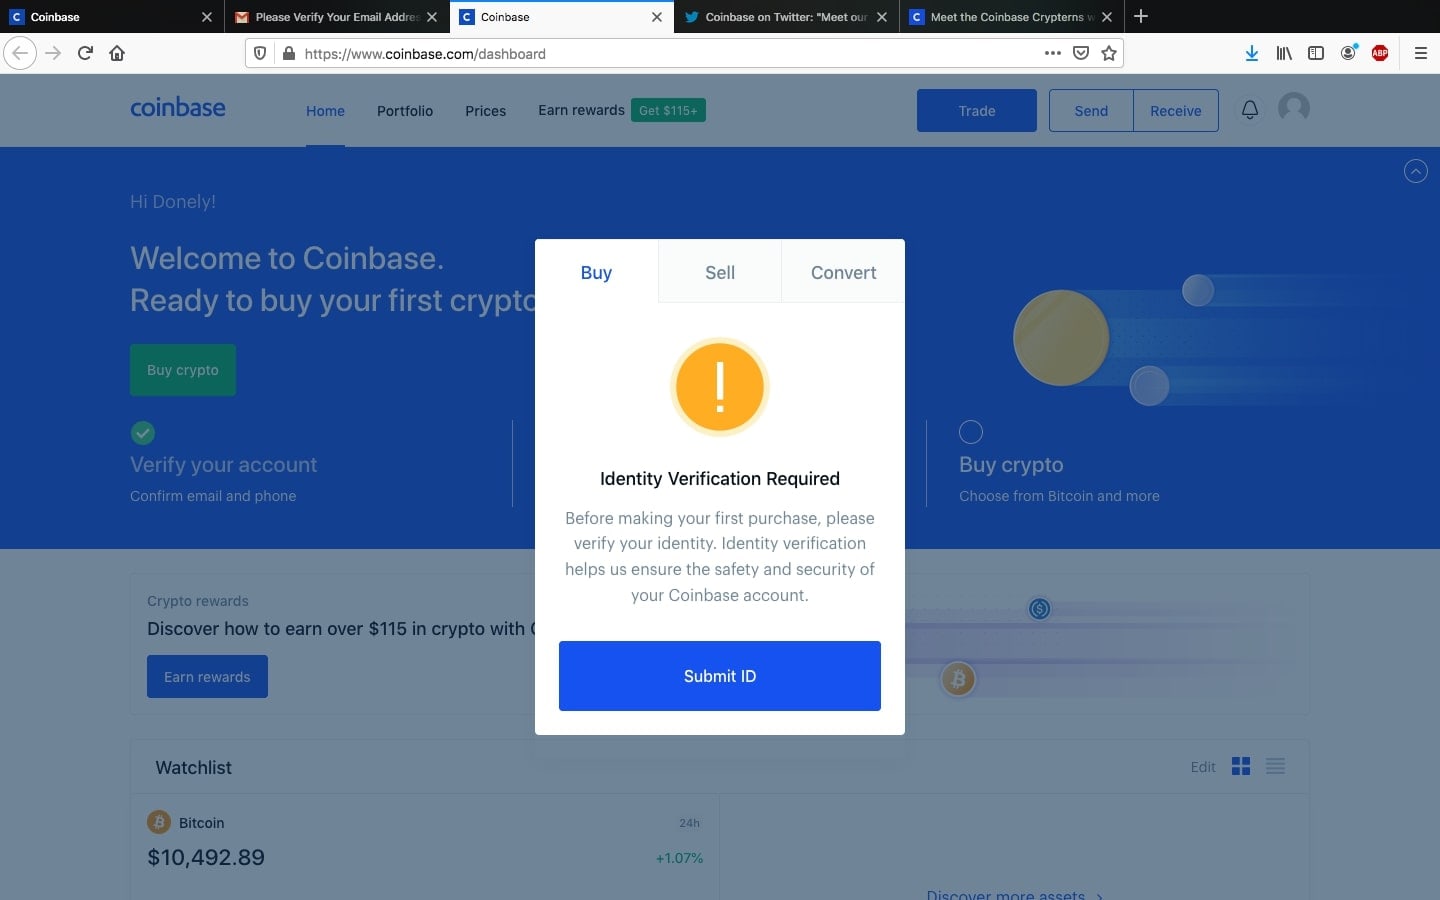 Coinbase
Please Verify Your Email Addres
Coinbase
Coinbase on Twitter: "Meet our
Meet the Coinbase Crypterns w
https://www.coinbase.com/dashboard
ABP
coinbase
Home
Portfolio
Prices
Earn rewards
Get $115+
Trade
Send
Receive
Hi Donely!
Welcome to Coinbase.
Ready to buy your first crypto
Buy crypto
Verify your account
Confirm email and phone
Buy crypto
Choose from Bitcoin and more
Buy
Sell
Convert
!
Identity Verification Required
Before making your first purchase, please
verify your identity. Identity verification
helps us ensure the safety and security of
your Coinbase account.
Submit ID
Crypto rewards
Discover how to earn over $115 in crypto with C
Earn rewards
Watchlist
Edit
Bitcoin
24h
$10,492.89
+1.07%
Discover more assets